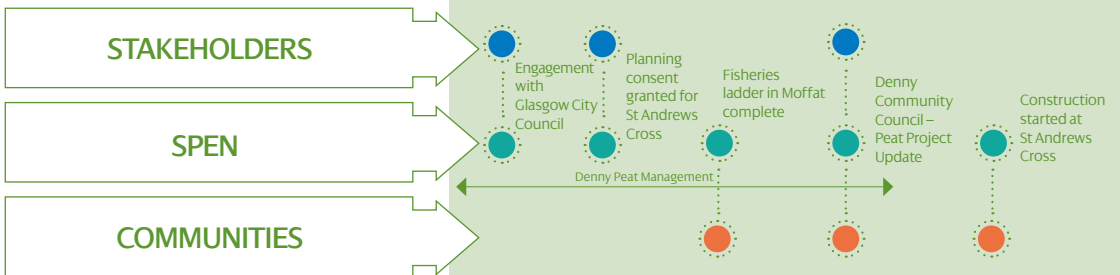 STAKEHOLDERS
SPEN
COMMUNITIES
Engagement
with
Glasgow City
Council
Planning
consent
granted for
St Andrews
Cross
Fisheries
ladder in Moffat
complete
Denny
Community
Council –
Peat Project
Update
Construction
started at
St Andrews
Cross
Denny Peat Management